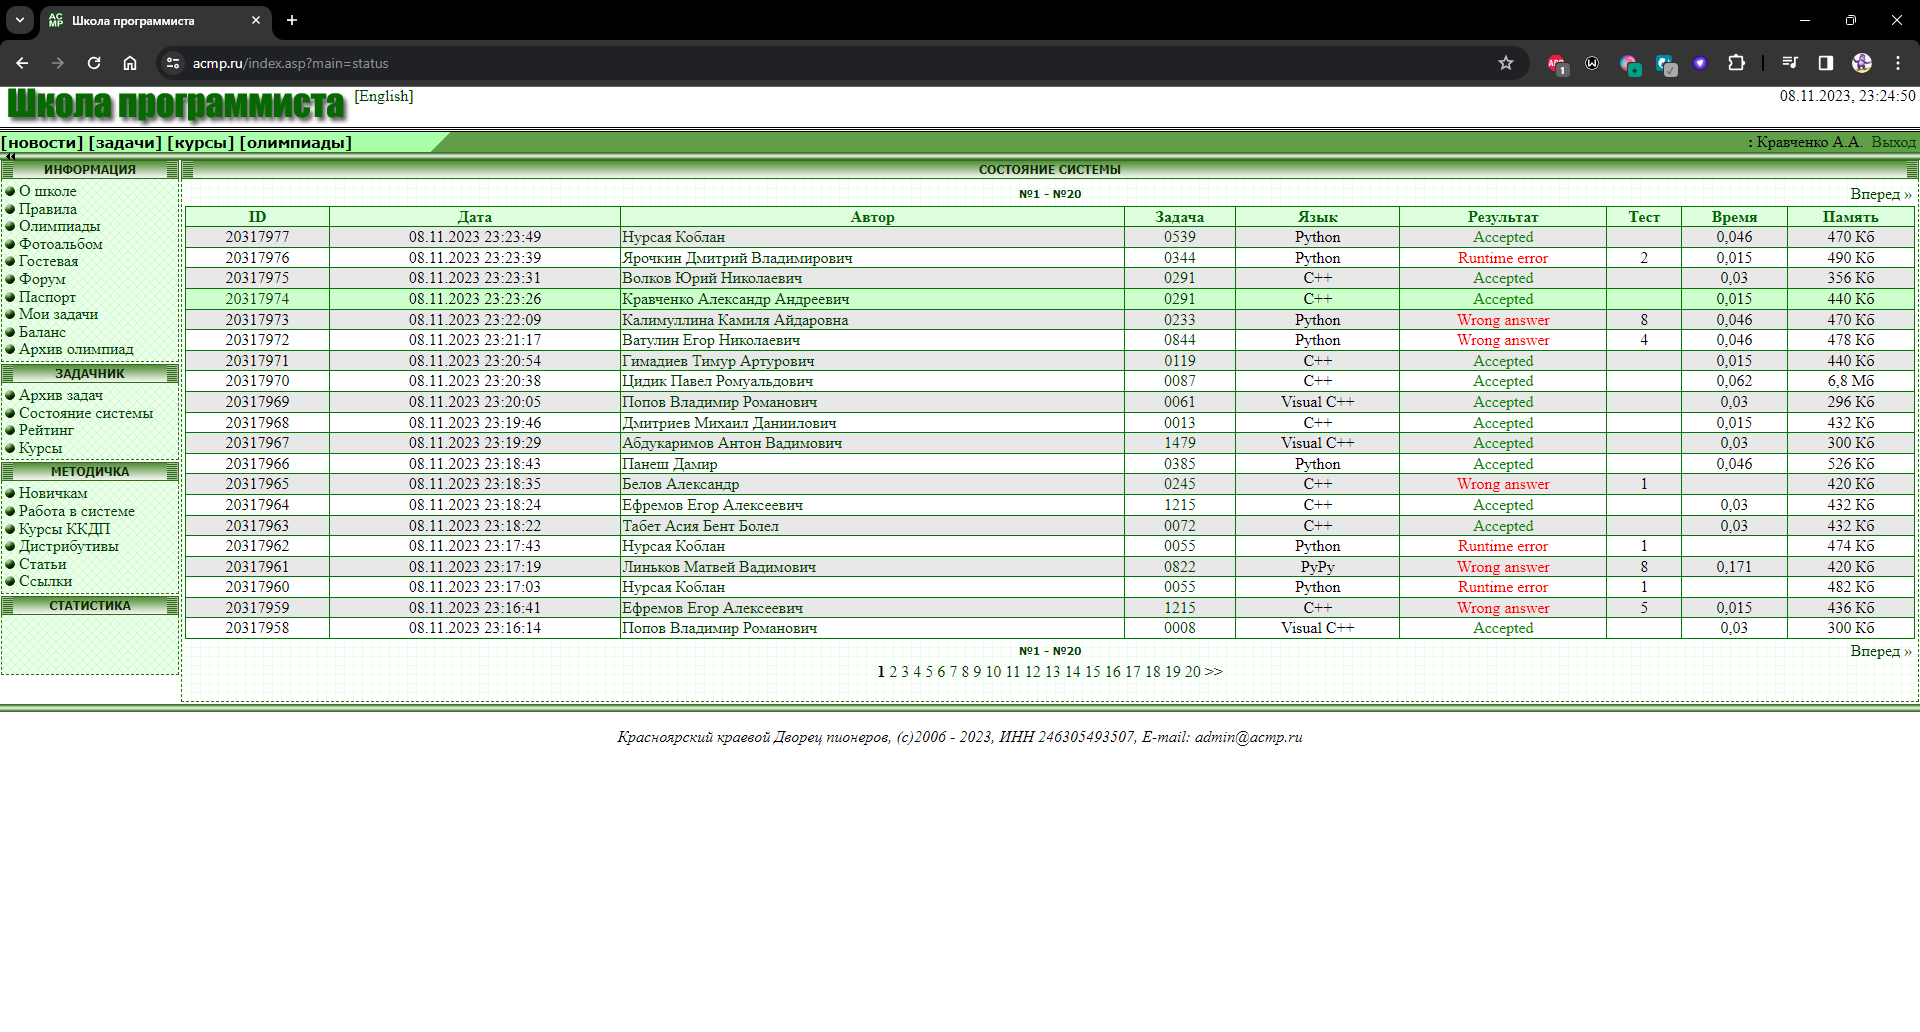 Школа программиста
acmp.ru/index.asp?main=status
1
Школа программиста [English] 08.11.2023, 23:24:50
[новости] [задачи] [курсы] [олимпиады] : Кравченко А.А. Выход
ИНФОРМАЦИЯ
О школе
Правила
Олимпиады
Фотоальбом
Гостевая
Форум
Паспорт
Мои задачи
Баланс
Архив олимпиад
ЗАДАЧНИК
Архив задач
Состояние системы
Рейтинг
Курсы
МЕТОДИЧКА
Новичкам
Работа в системе
Курсы ККДП
Дистрибутивы
Статьи
Ссылки
СТАТИСТИКА
СОСТОЯНИЕ СИСТЕМЫ
№1 - №20 Вперед »
ID Дата Автор Задача Язык Результат Тест Время Память
20317977 08.11.2023 23:23:49 Нурсая Коблан 0539 Python Accepted 0,046 470 Кб
20317976 08.11.2023 23:23:39 Ярочкин Дмитрий Владимирович 0344 Python Runtime error 2 0,015 490 Кб
20317975 08.11.2023 23:23:31 Волков Юрий Николаевич 0291 C++ Accepted 0,03 356 Кб
20317974 08.11.2023 23:23:26 Кравченко Александр Андреевич 0291 C++ Accepted 0,015 440 Кб
20317973 08.11.2023 23:22:09 Калимуллина Камиля Айдаровна 0233 Python Wrong answer 8 0,046 470 Кб
20317972 08.11.2023 23:21:17 Ватулин Егор Николаевич 0844 Python Wrong answer 4 0,046 478 Кб
20317971 08.11.2023 23:20:54 Гимадиев Тимур Артурович 0119 C++ Accepted 0,015 440 Кб
20317970 08.11.2023 23:20:38 Цидик Павел Ромуальдович 0087 C++ Accepted 0,062 6,8 Мб
20317969 08.11.2023 23:20:05 Попов Владимир Романович 0061 Visual C++ Accepted 0,03 296 Кб
20317968 08.11.2023 23:19:46 Дмитриев Михаил Даниилович 0013 C++ Accepted 0,015 432 Кб
20317967 08.11.2023 23:19:29 Абдукаримов Антон Вадимович 1479 Visual C++ Accepted 0,03 300 Кб
20317966 08.11.2023 23:18:43 Панеш Дамир 0385 Python Accepted 0,046 526 Кб
20317965 08.11.2023 23:18:35 Белов Александр 0245 C++ Wrong answer 1 420 Кб
20317964 08.11.2023 23:18:24 Ефремов Егор Алексеевич 1215 C++ Accepted 0,03 432 Кб
20317963 08.11.2023 23:18:22 Табет Асия Бент Болел 0072 C++ Accepted 0,03 432 Кб
20317962 08.11.2023 23:17:43 Нурсая Коблан 0055 Python Runtime error 1 474 Кб
20317961 08.11.2023 23:17:19 Линьков Матвей Вадимович 0822 PyPy Wrong answer 8 0,171 420 Кб
20317960 08.11.2023 23:17:03 Нурсая Коблан 0055 Python Runtime error 1 482 Кб
20317959 08.11.2023 23:16:41 Ефремов Егор Алексеевич 1215 C++ Wrong answer 5 0,015 436 Кб
20317958 08.11.2023 23:16:14 Попов Владимир Романович 0008 Visual C++ Accepted 0,03 300 Кб
№1 - №20 Вперед »
1 2 3 4 5 6 7 8 9 10 11 12 13 14 15 16 17 18 19 20 >>
Красноярский краевой Дворец пионеров, (c)2006 - 2023, ИНН 246305493507, E-mail: admin@acmp.ru